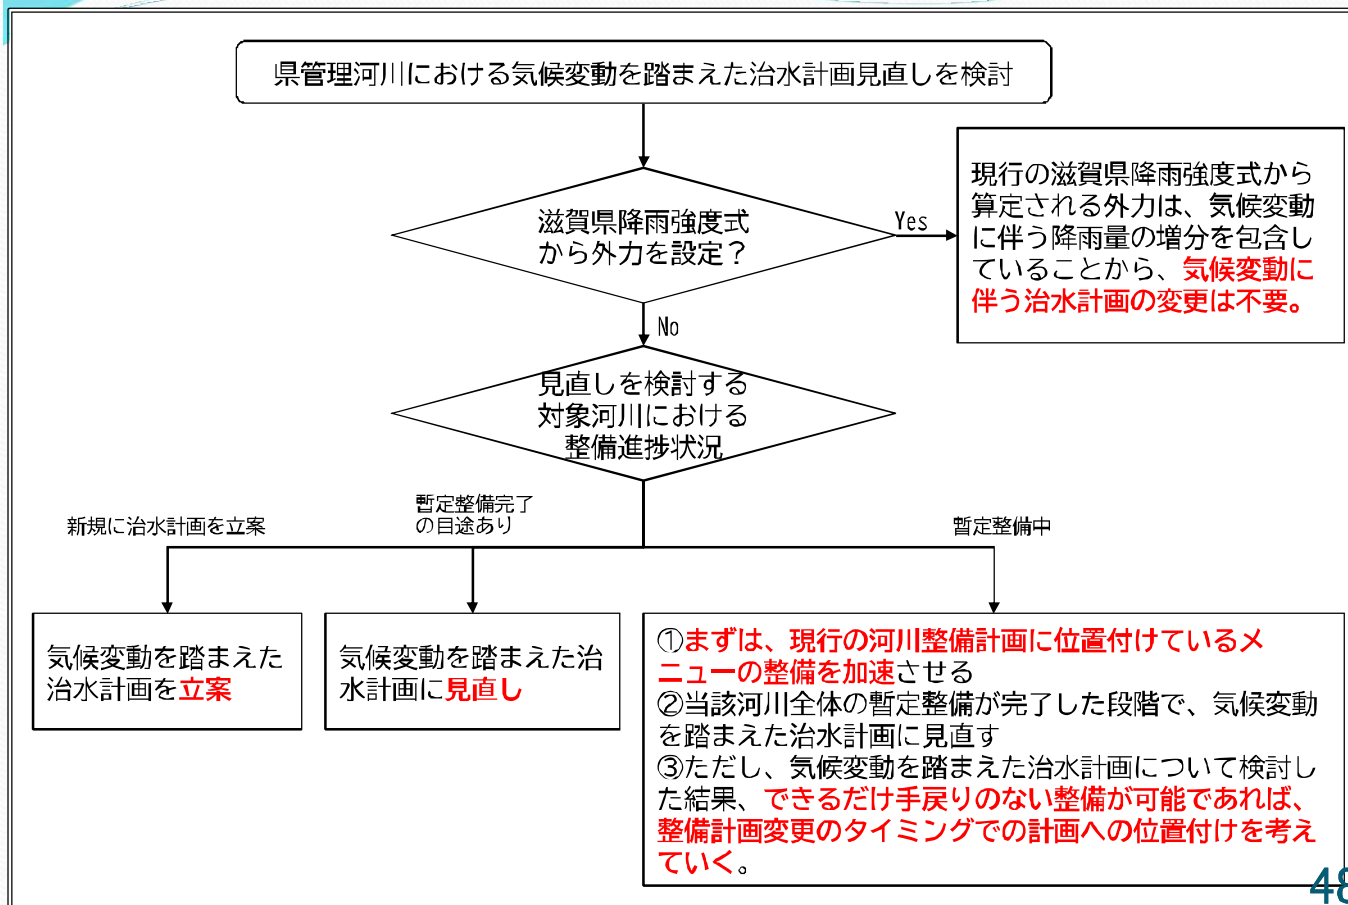 県管理河川における気候変動を踏まえた治水計画見直しを検討
滋賀県降雨強度式
から外力を設定？
Yes
現行の滋賀県降雨強度式から
算定される外力は、気候変動
に伴う降雨量の増分を包含し
ていることから、気候変動に
伴う治水計画の変更は不要。
No
見直しを検討する
対象河川における
整備進捗状況
新規に治水計画を立案
暫定整備完了
の目途あり
暫定整備中
気候変動を踏まえた
治水計画を立案
気候変動を踏まえた治
水計画に見直し
①まずは、現行の河川整備計画に位置付けているメ
ニューの整備を加速させる
②当該河川全体の暫定整備が完了した段階で、気候変動
を踏まえた治水計画に見直す
③ただし、気候変動を踏まえた治水計画について検討し
た結果、できるだけ手戻りのない整備が可能であれば、
整備計画変更のタイミングでの計画への位置付けを考え
ていく。
48